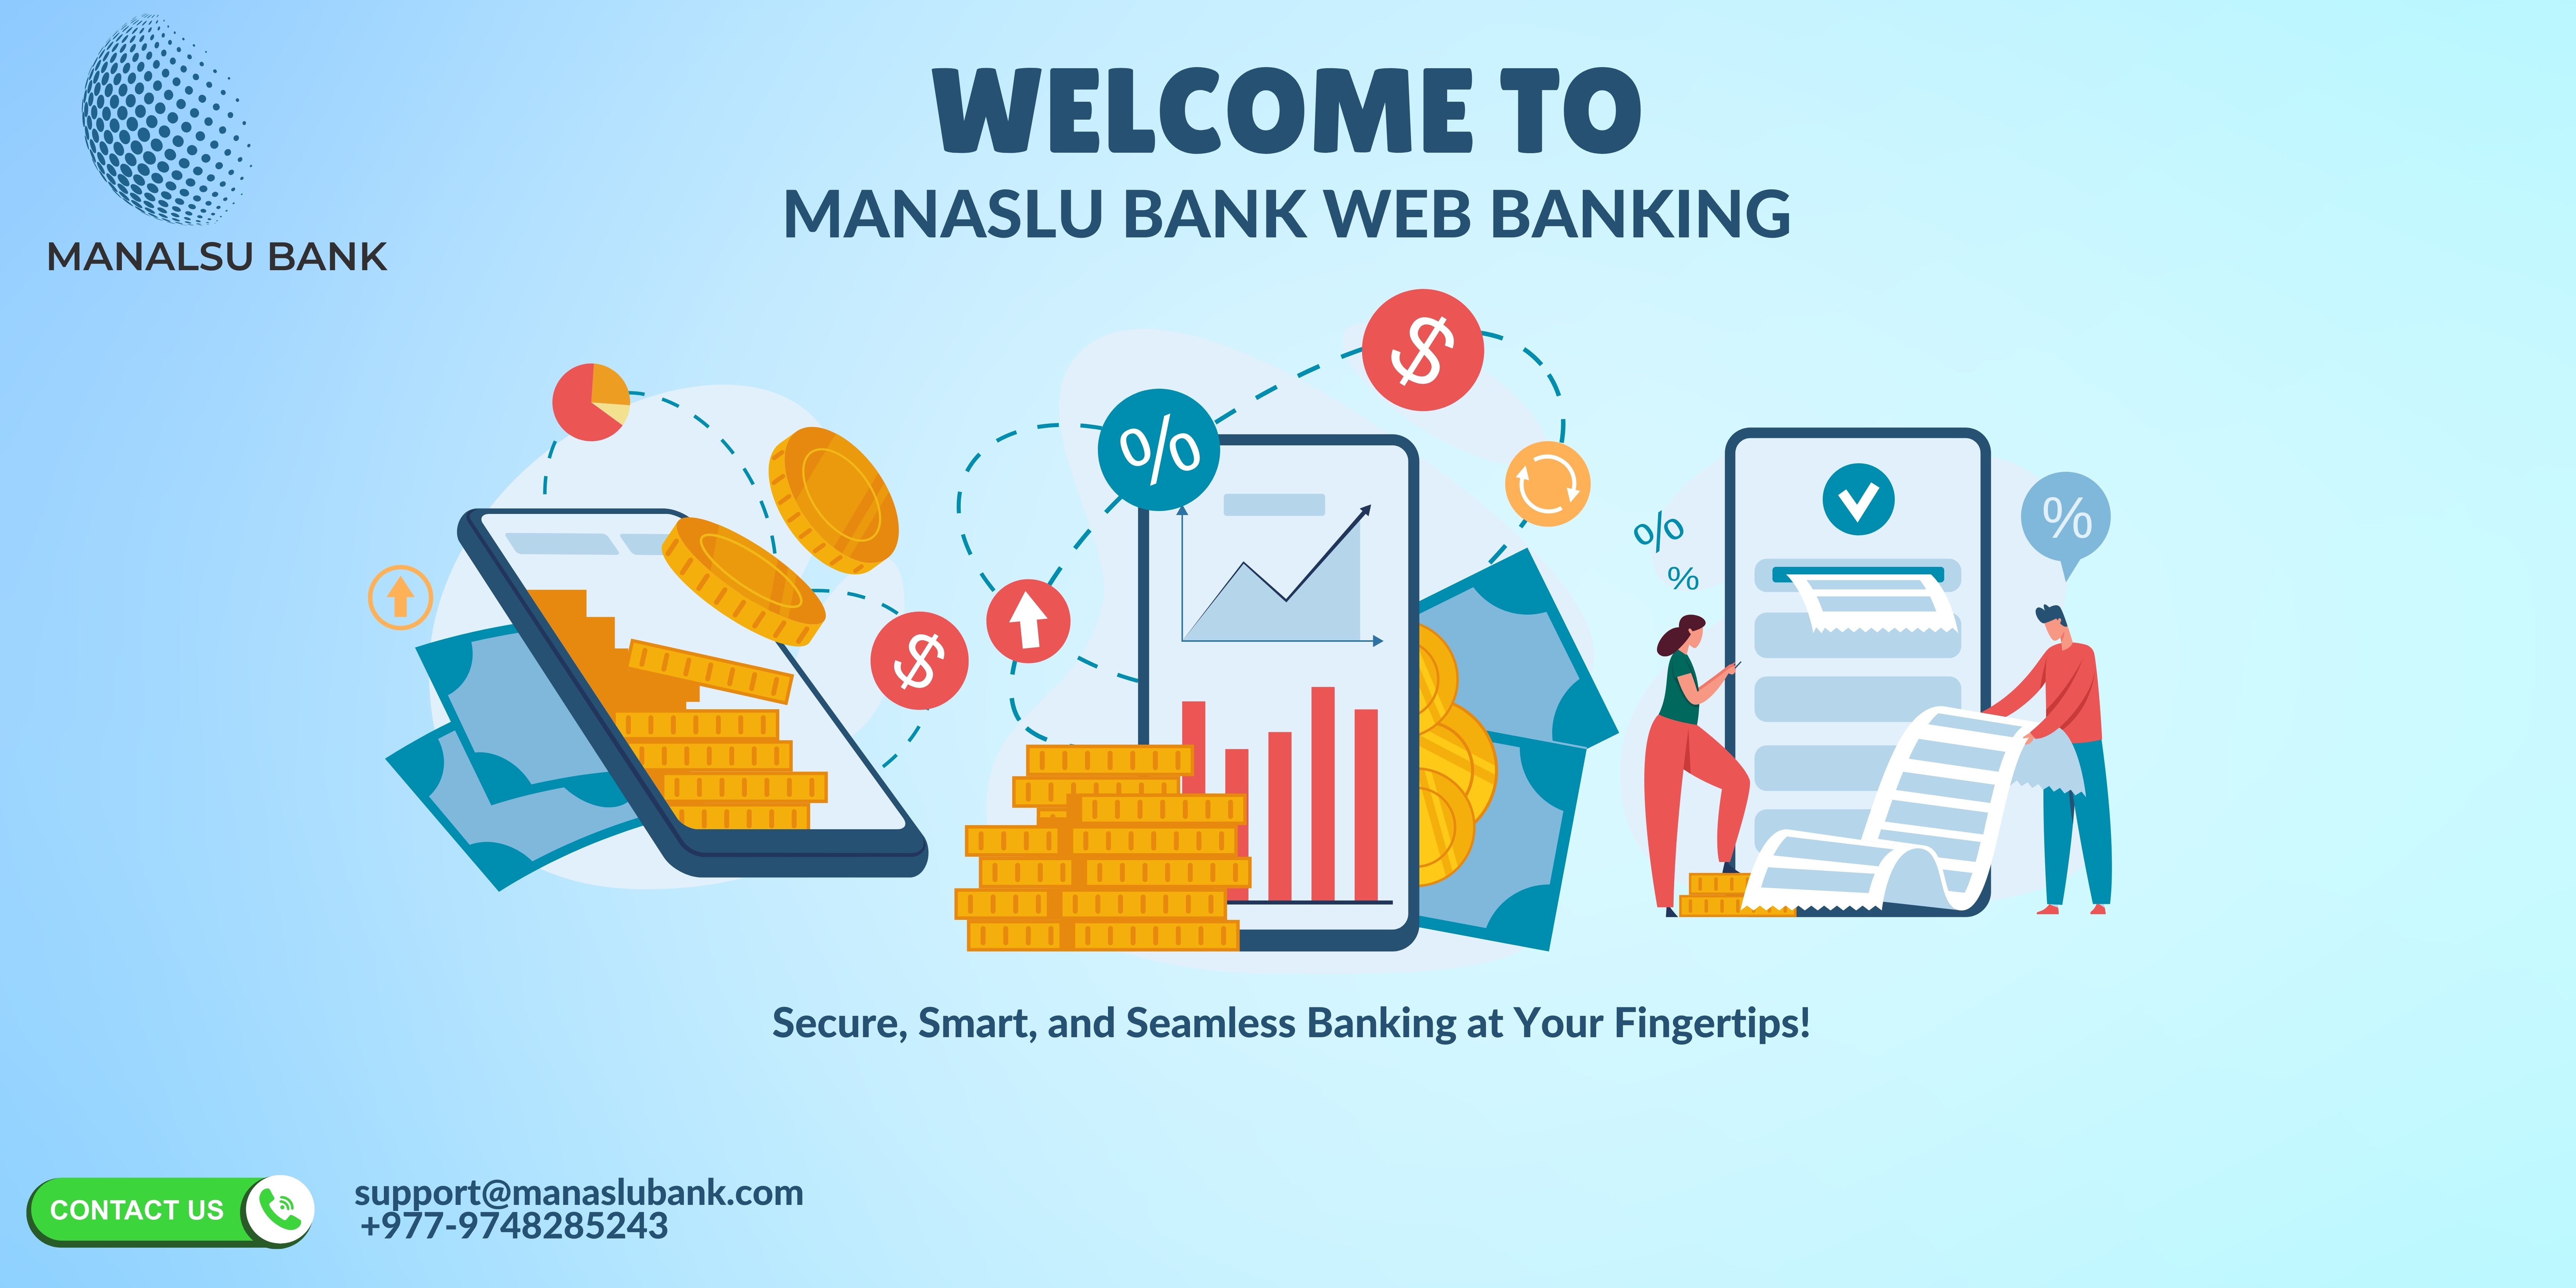 MANALSU BANK
WELCOME TO
MANASLU BANK WEB BANKING
$
%
$
%
%
%
Secure, Smart, and Seamless Banking at Your Fingertips!
CONTACT US
support@manaslubank.com
+977-9748285243